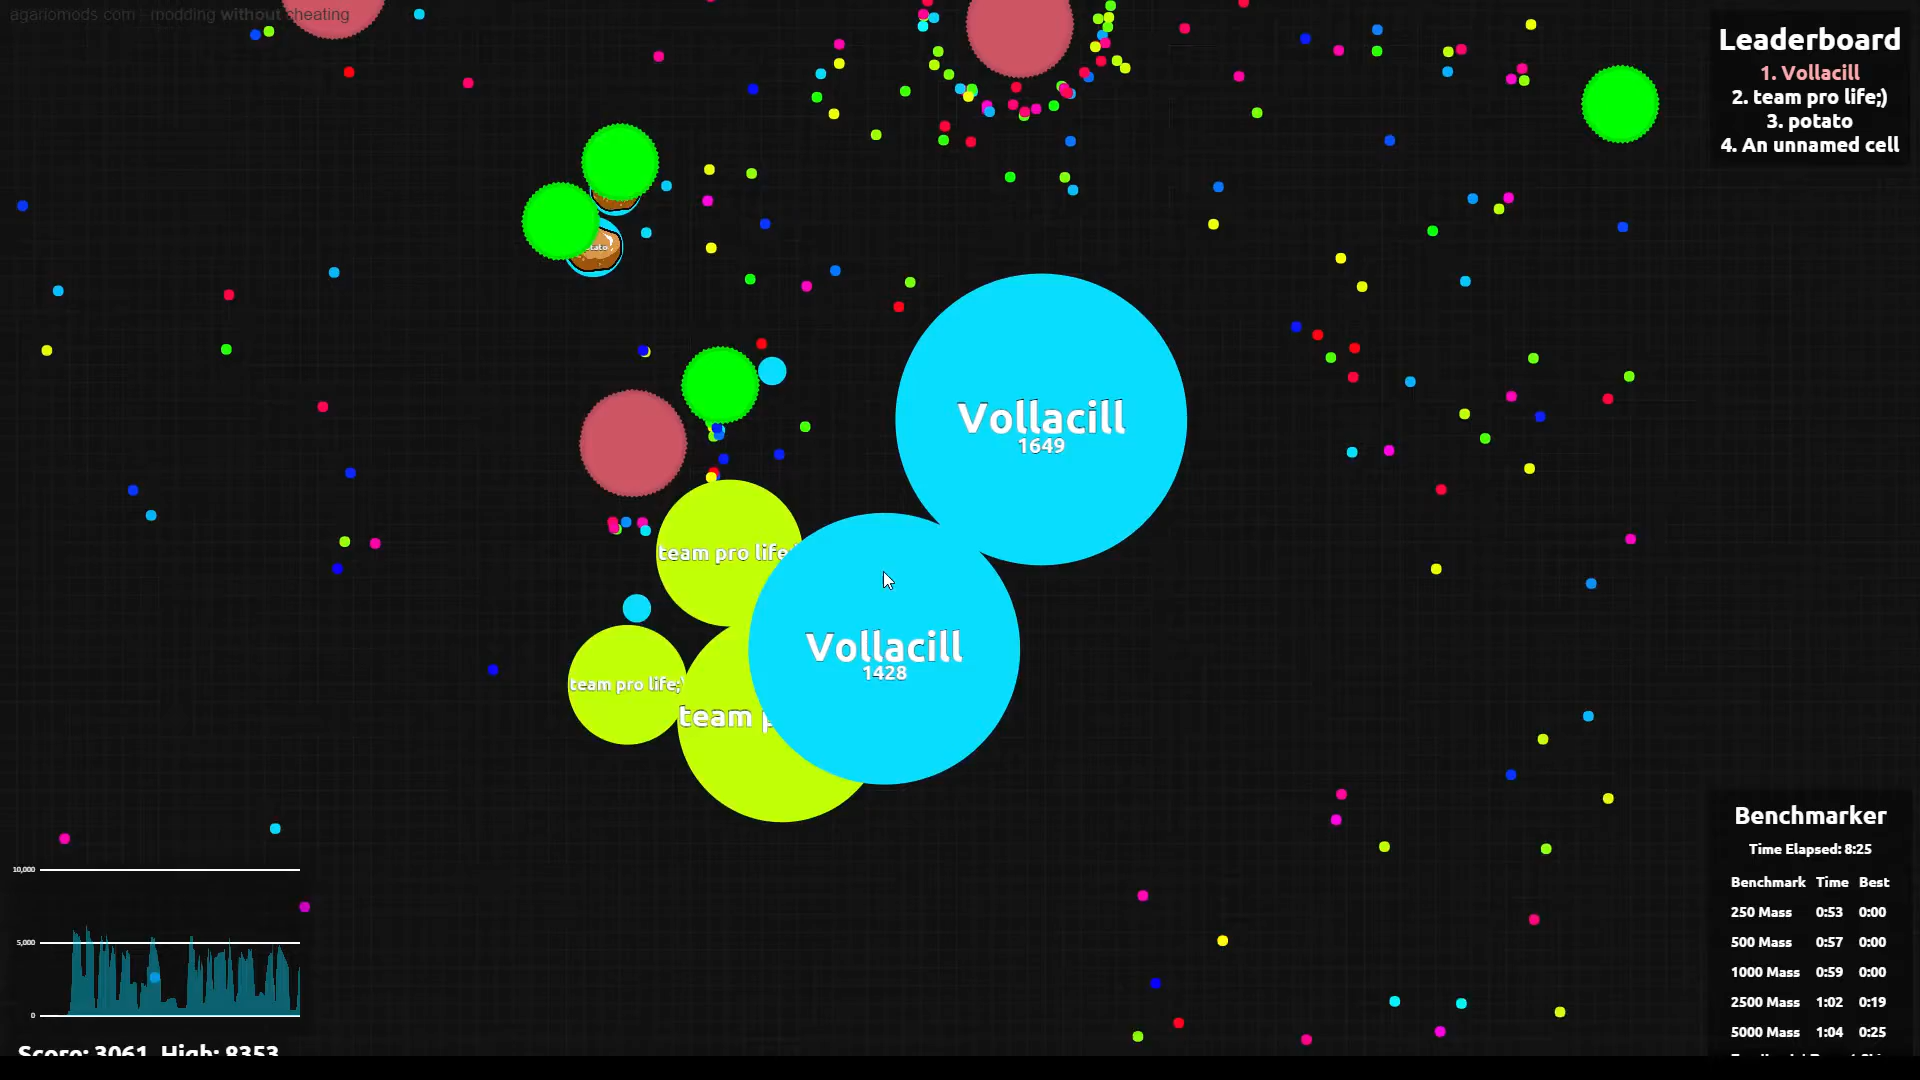 agariomods com - modding without cheating
Leaderboard
1. Vollacill
2. team pro life;)
3. potato
4. An unnamed cell
Vollacill
1649
team pro life;
Vollacill
1428
team pro life;)
team p
Benchmarker
Time Elapsed: 8:25
Benchmark Time Best
250 Mass 0:53 0:00
500 Mass 0:57 0:00
1000 Mass 0:59 0:00
2500 Mass 1:02 0:19
5000 Mass 1:04 0:25
10,000
5,000
0
Score: 3061 High: 8353